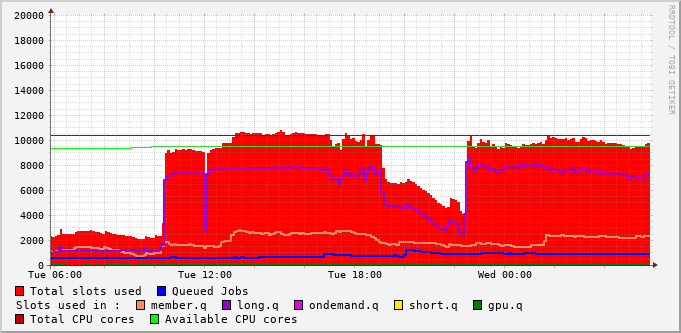 20000
18000
16000
14000
12000
10000
8000
6000
4000
2000
0
Tue 06:00 Tue 12:00 Tue 18:00 Wed 00:00
RRDTOOL / TOBI OETIKER
Total slots used Queued Jobs
Slots used in : member.q long.q ondemand.q short.q gpu.q
Total CPU cores Available CPU cores